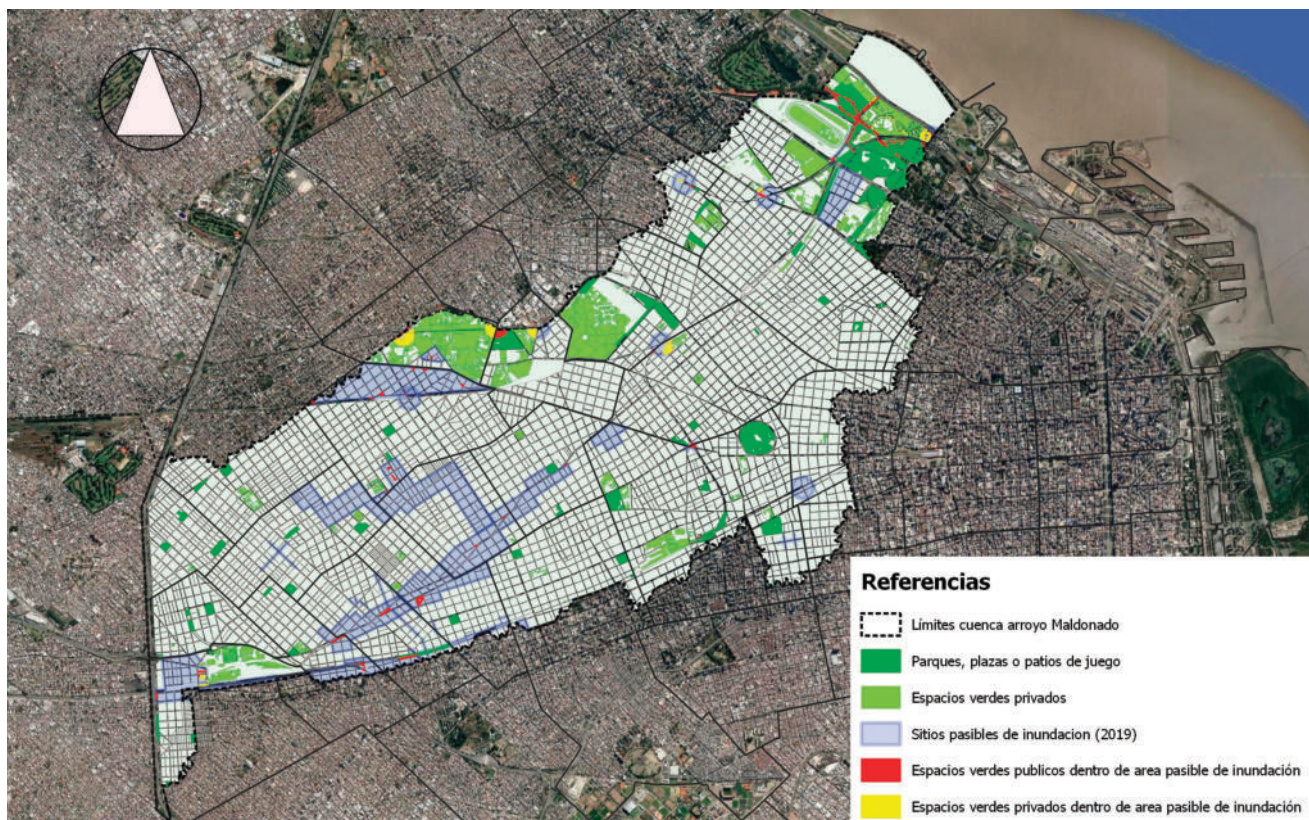 Referencias
Límites cuenca arroyo Maldonado
Parques, plazas o patios de juego
Espacios verdes privados
Sitios pasibles de inundacion (2019)
Espacios verdes publicos dentro de area pasible de inundación
Espacios verdes privados dentro de area pasible de inundación